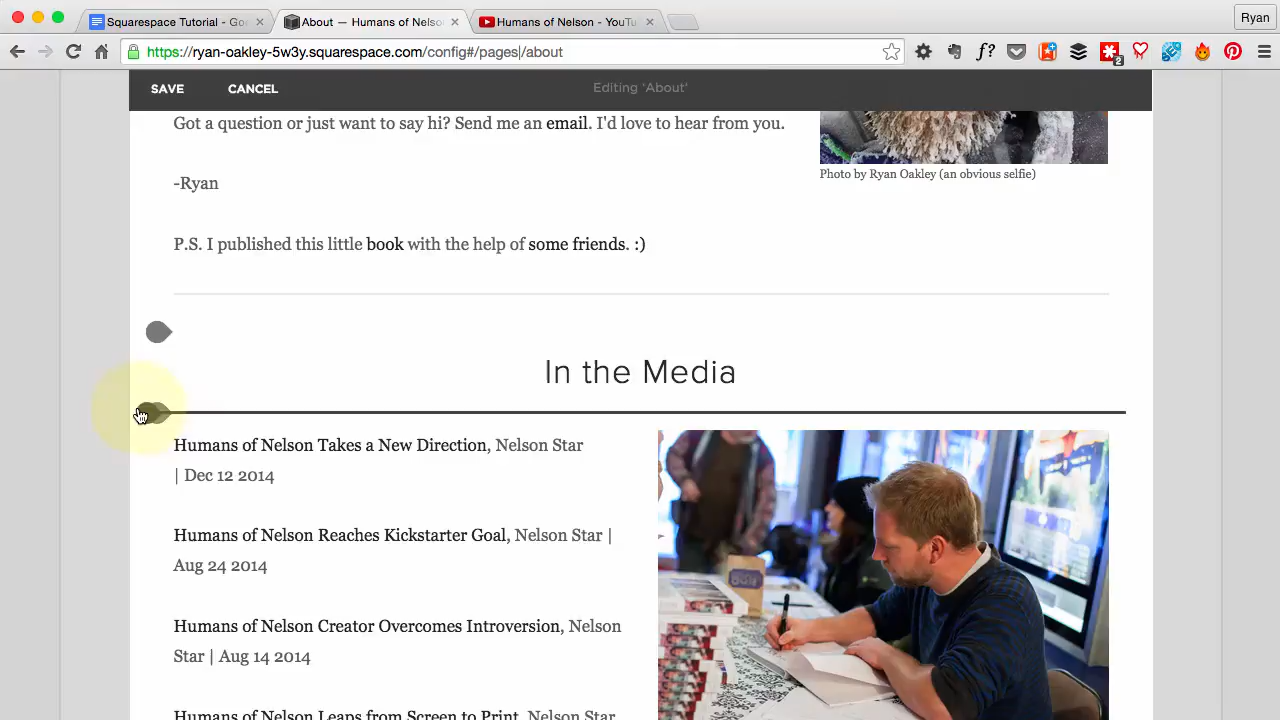 Squarespace Tutorial - Goo
About — Humans of Nelso
Humans of Nelson - YouTu
Ryan
https://ryan-oakley-5w3y.squarespace.com/config#/pages|/about
f?
2
SAVE
CANCEL
Editing 'About'
Got a question or just want to say hi? Send me an email. I'd love to hear from you.
Photo by Ryan Oakley (an obvious selfie)
-Ryan
P.S. I published this little book with the help of some friends. :)
In the Media
Humans of Nelson Takes a New Direction, Nelson Star
| Dec 12 2014
Humans of Nelson Reaches Kickstarter Goal, Nelson Star |
Aug 24 2014
Humans of Nelson Creator Overcomes Introversion, Nelson
Star | Aug 14 2014
Humans of Nelson Leaps from Screen to Print, Nelson Star